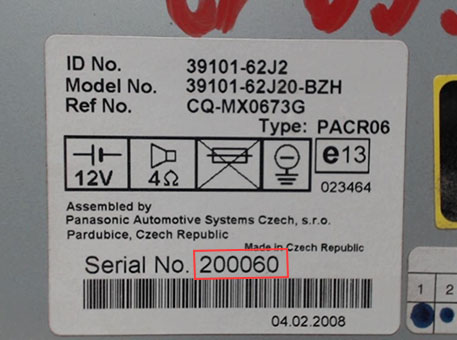 ID No. 39101-62J2
Model No. 39101-62J20-BZH
Ref No. CQ-MX0673G
Type: PACR06
12V 4Ω e13
023464
Assembled by
Panasonic Automotive Systems Czech, s.r.o.
Pardubice, Czech Republic
Made in Czech Republic
Serial No. 200060
04.02.2008
1 2